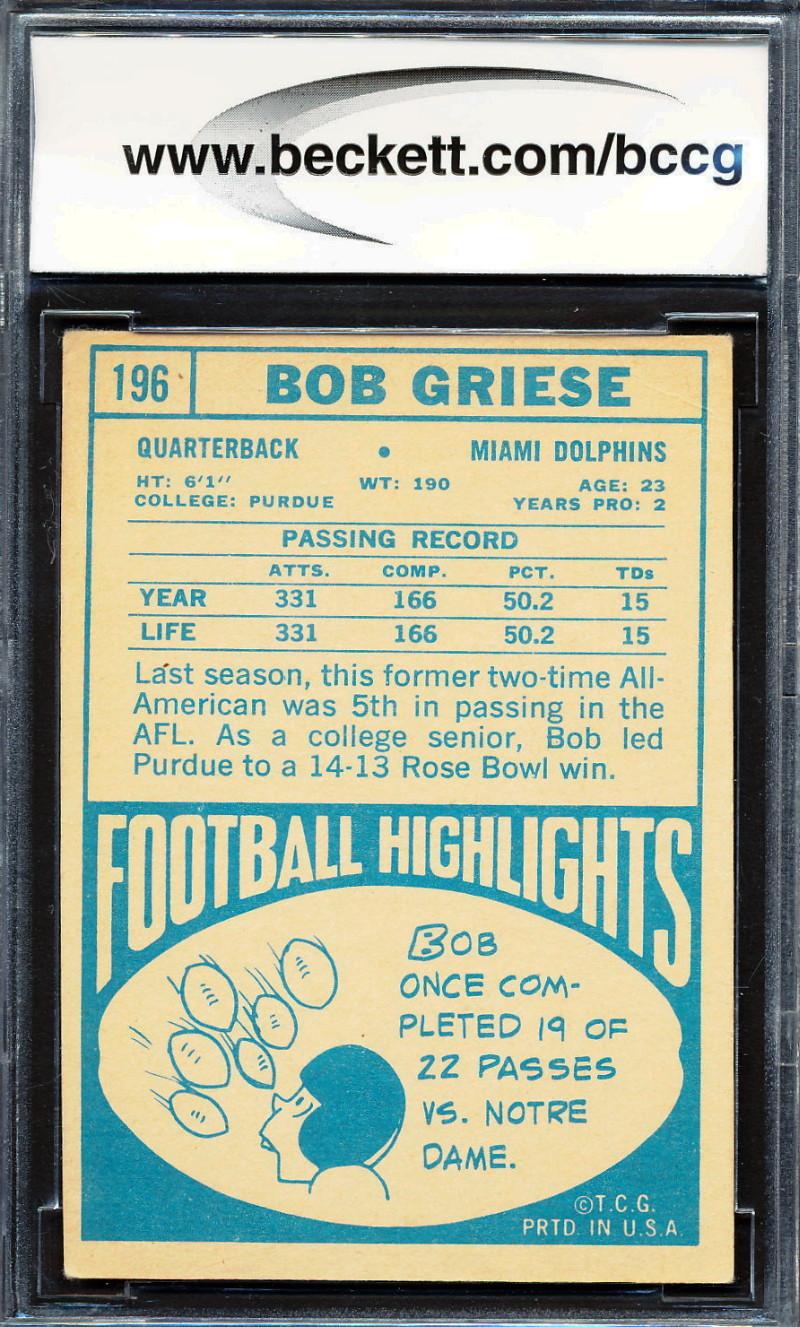 www.beckett.com/bccg
196 BOB GRIESE
QUARTERBACK • MIAMI DOLPHINS
HT: 6'1" WT: 190 AGE: 23
COLLEGE: PURDUE YEARS PRO: 2
PASSING RECORD
ATTS. COMP. PCT. TDs
YEAR 331 166 50.2 15
LIFE 331 166 50.2 15
Last season, this former two-time All-
American was 5th in passing in the
AFL. As a college senior, Bob led
Purdue to a 14-13 Rose Bowl win.
FOOTBALL HIGHLIGHTS
BOB
ONCE COM-
PLETED 19 OF
22 PASSES
VS. NOTRE
DAME.
©T.C.G.
PRTD. IN U.S.A.